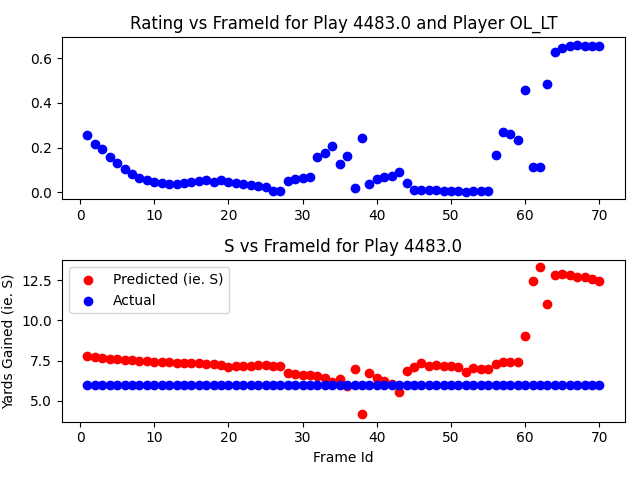 Rating vs FrameId for Play 4483.0 and Player OL_LT
0.6
0.4
0.2
0.0
0 10 20 30 40 50 60 70
S vs FrameId for Play 4483.0
Yards Gained (ie. S)
12.5
10.0
7.5
5.0
Predicted (ie. S)
Actual
0 10 20 30 40 50 60 70
Frame Id